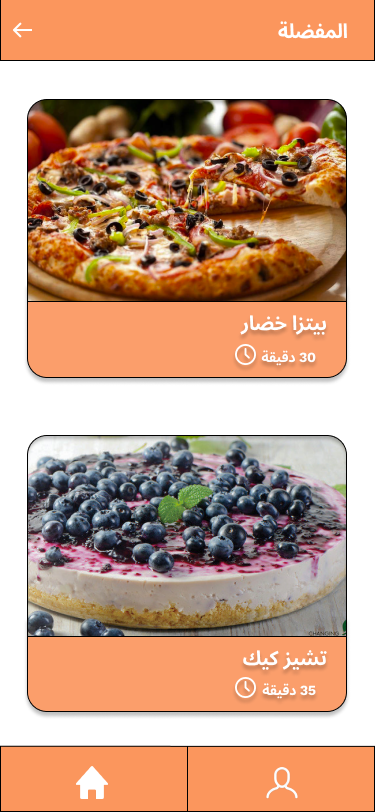 المفضلة
بيتزا خضار
30 دقيقة
تشيز كيك
35 دقيقة